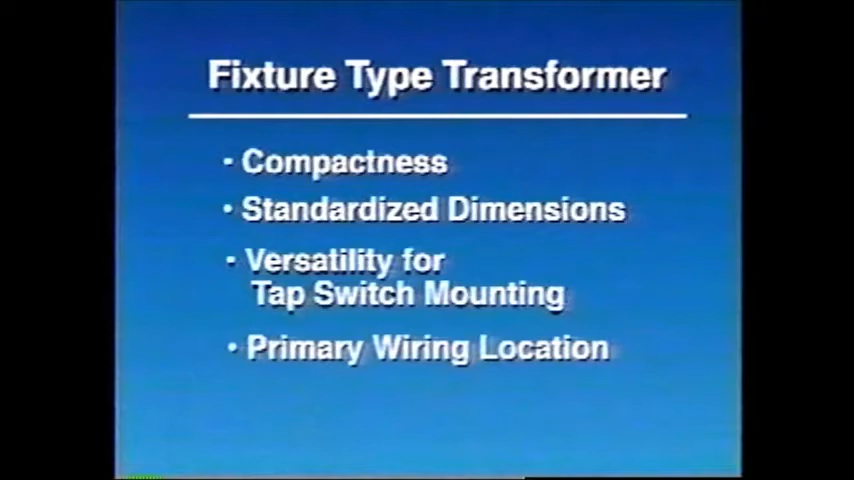 Fixture Type Transformer
· Compactness
· Standardized Dimensions
· Versatility for
Tap Switch Mounting
· Primary Wiring Location